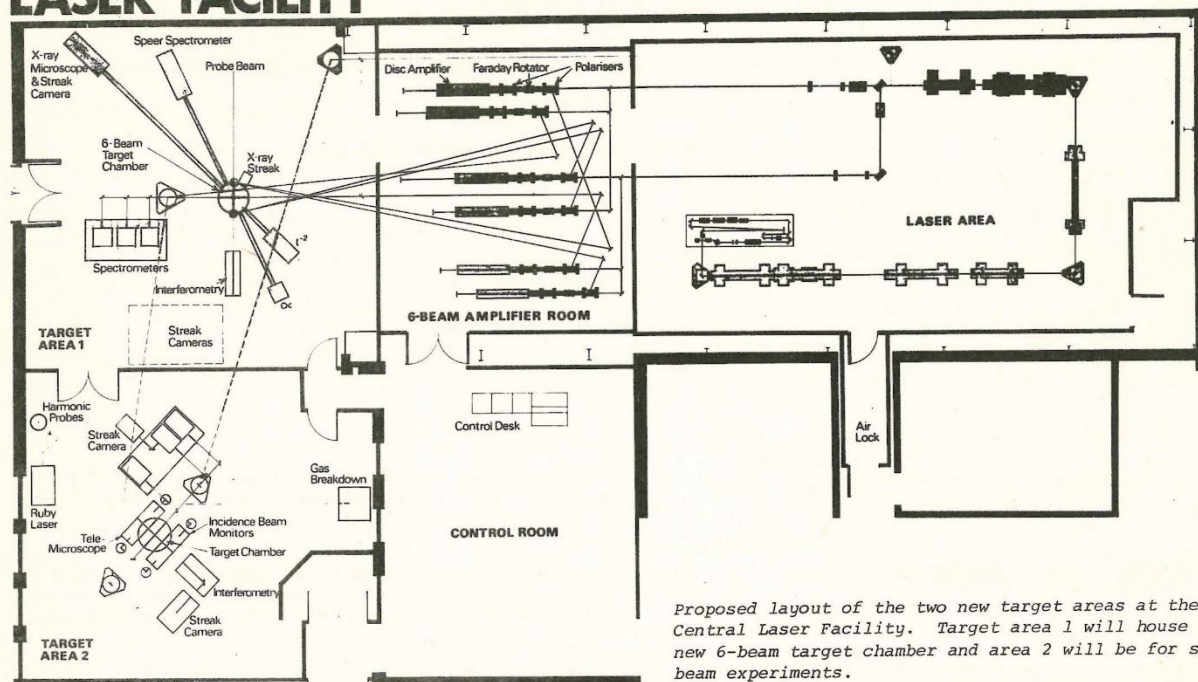 LASER FACILITY
Speer Spectrometer
X-ray
Microscope
& Streak
Camera
Probe Beam
Disc Amplifier
Faraday Rotator
Polarisers
6-Beam
Target
Chamber
X-ray
Streak
Spectrometers
Interferometry
t⁻²
α
Streak
Cameras
TARGET
AREA 1
6-BEAM AMPLIFIER ROOM
LASER AREA
Harmonic
Probes
Streak
Camera
Ruby
Laser
Gas
Breakdown
Tele-
Microscope
Incidence Beam
Monitors
Target Chamber
Interferometry
Streak
Camera
TARGET
AREA 2
Control Desk
CONTROL ROOM
Air
Lock
Proposed layout of the two new target areas at the
Central Laser Facility. Target area 1 will house
new 6-beam target chamber and area 2 will be for s
beam experiments.